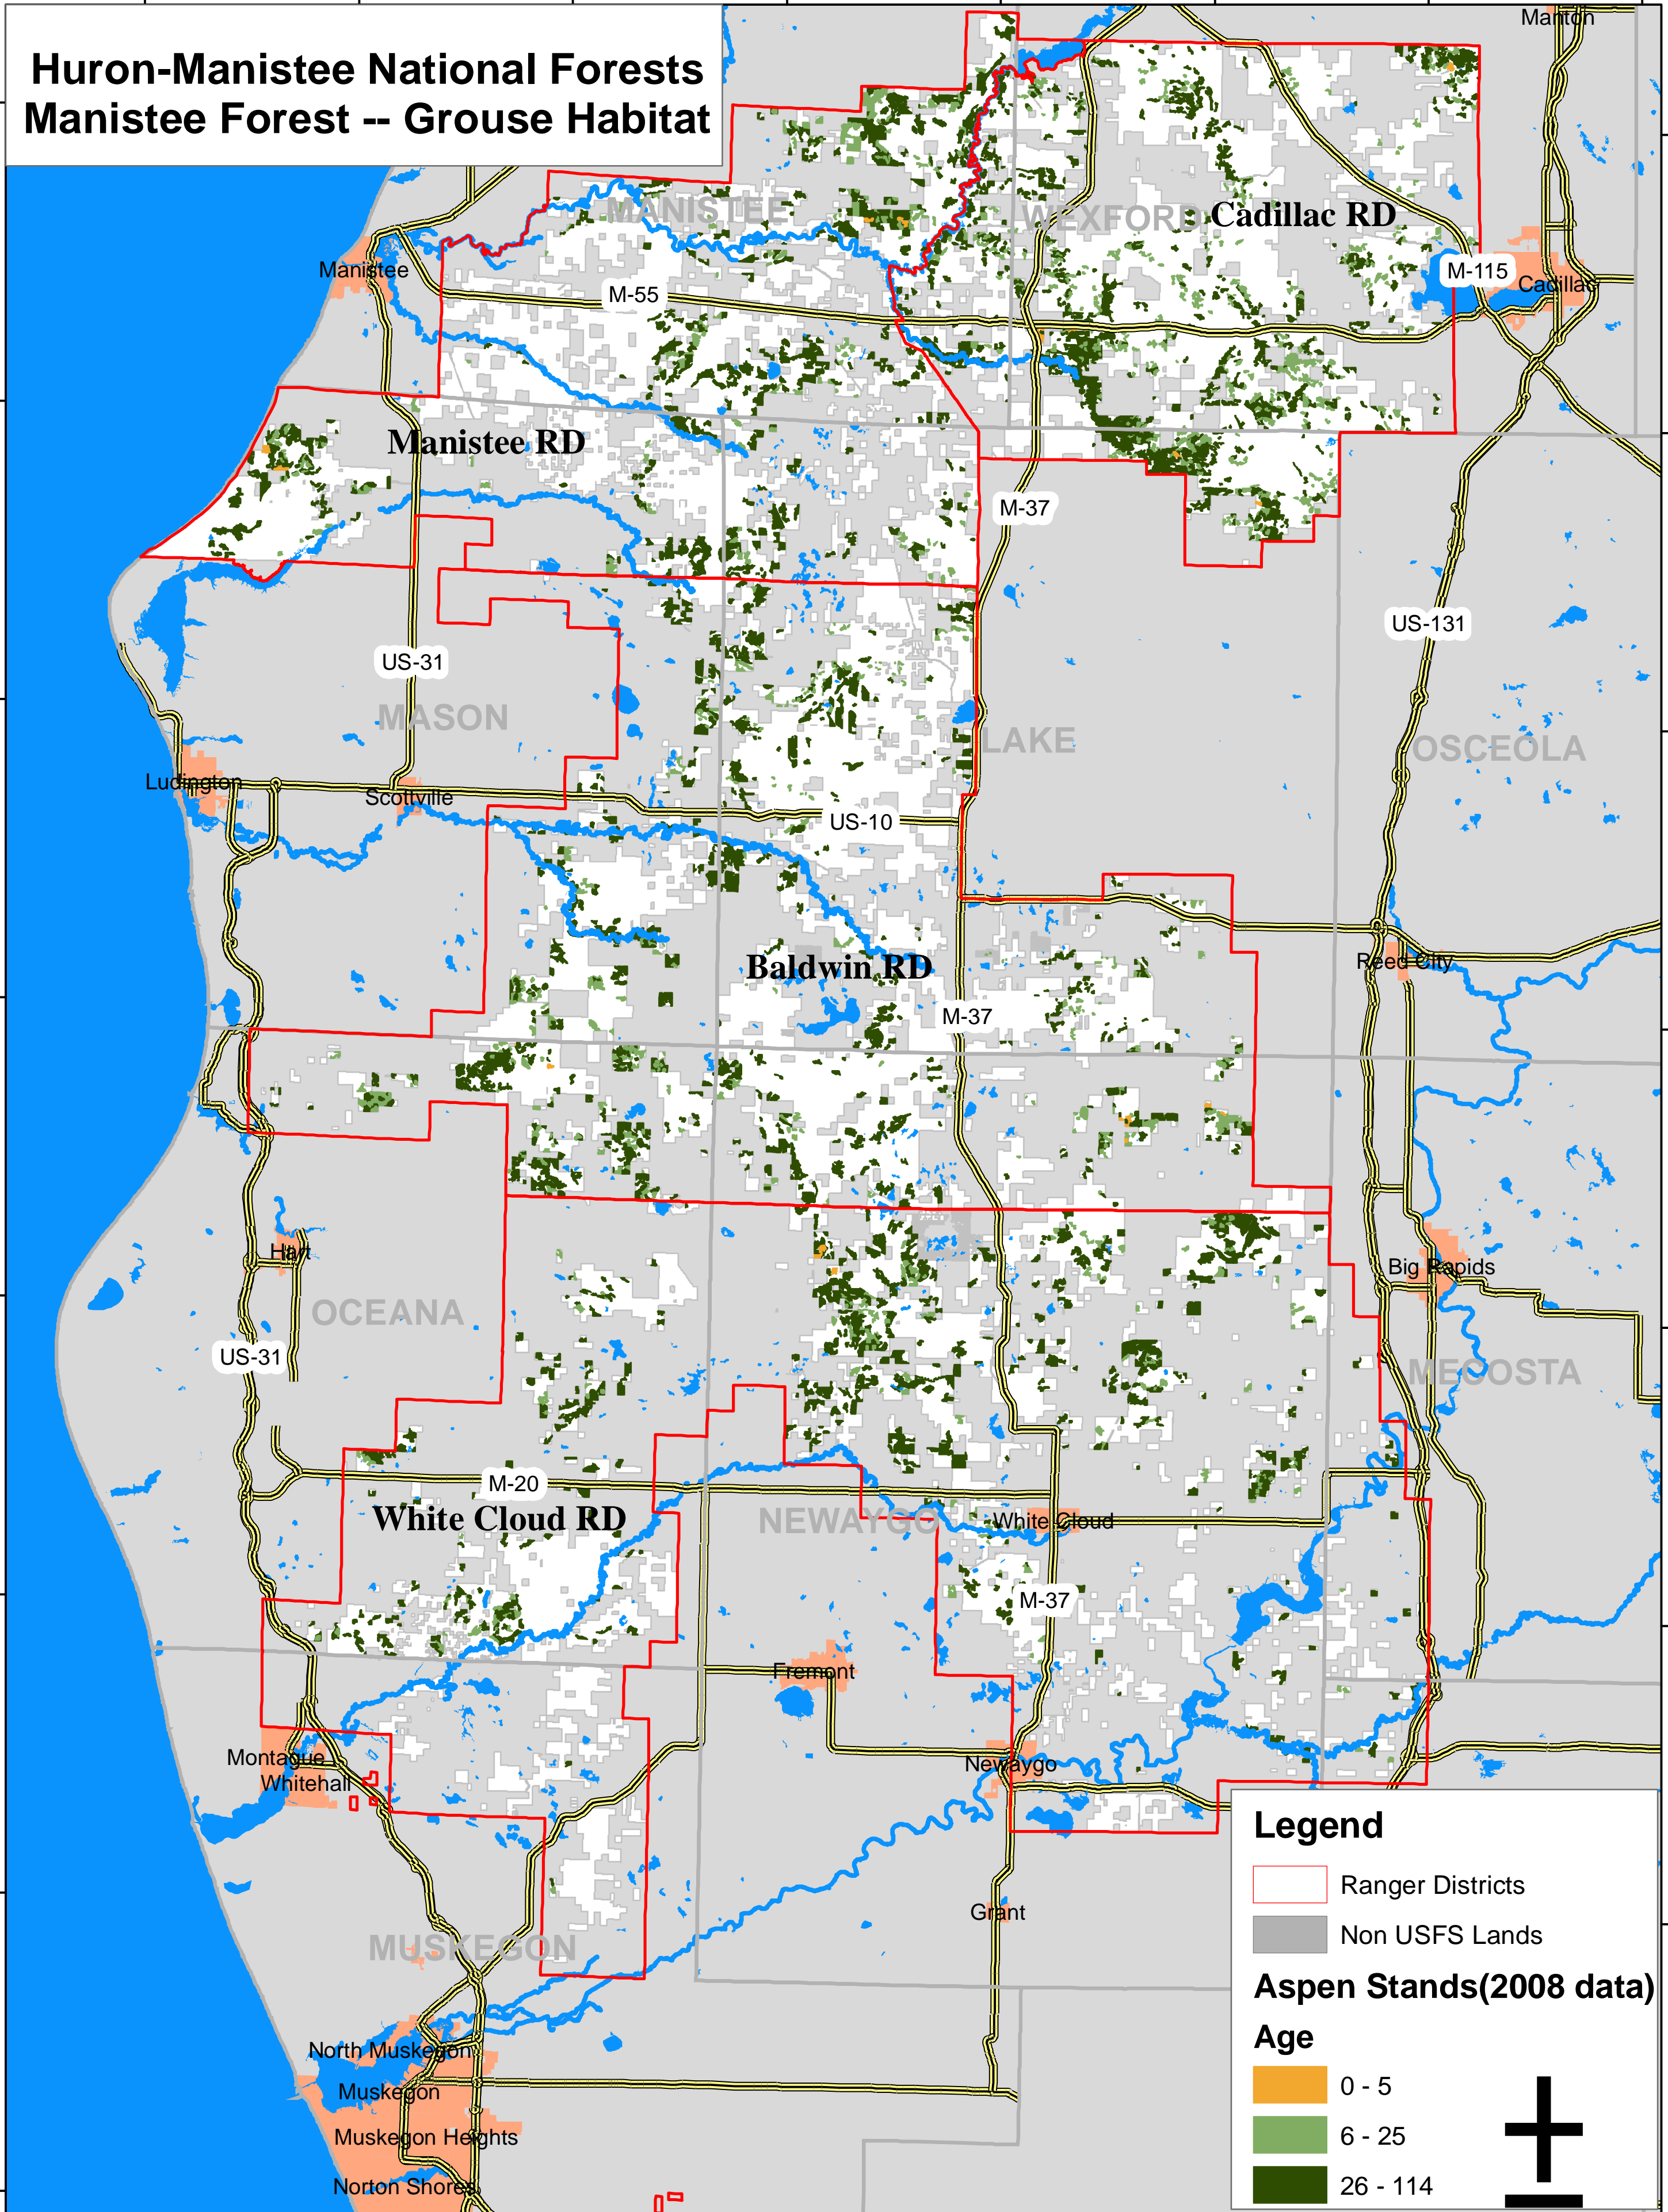 Huron-Manistee National Forests
Manistee Forest -- Grouse Habitat
Manton
MANISTEE
WEXFORD
Cadillac RD
Manistee
M-55
M-115
Cadillac
Manistee RD
M-37
US-31
US-131
MASON
LAKE
OSCEOLA
Ludington
Scottville
US-10
Baldwin RD
Reed City
M-37
Hart
Big Rapids
OCEANA
US-31
MECOSTA
M-20
White Cloud RD
NEWAYGO
White Cloud
M-37
Fremont
Montague
Whitehall
Newaygo
Grant
MUSKEGON
North Muskegon
Muskegon
Muskegon Heights
Norton Shores
Legend
Ranger Districts
Non USFS Lands
Aspen Stands(2008 data)
Age
0 - 5
6 - 25
26 - 114